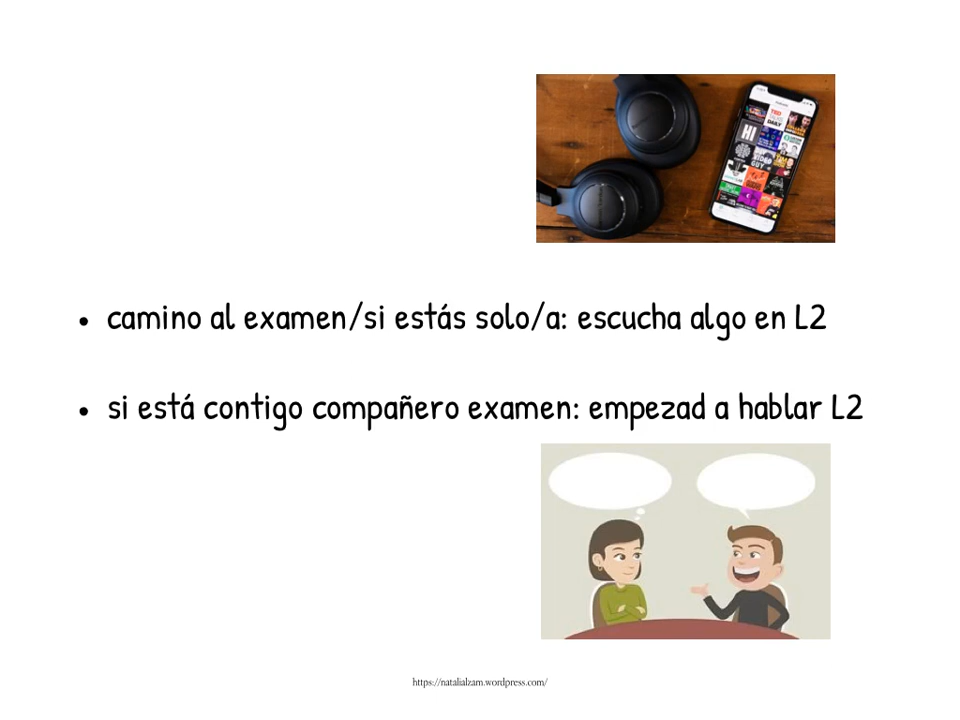 HI
• camino al examen/si estás solo/a: escucha algo en L2
• si está contigo compañero examen: empezad a hablar L2
https://natalialzam.wordpress.com/